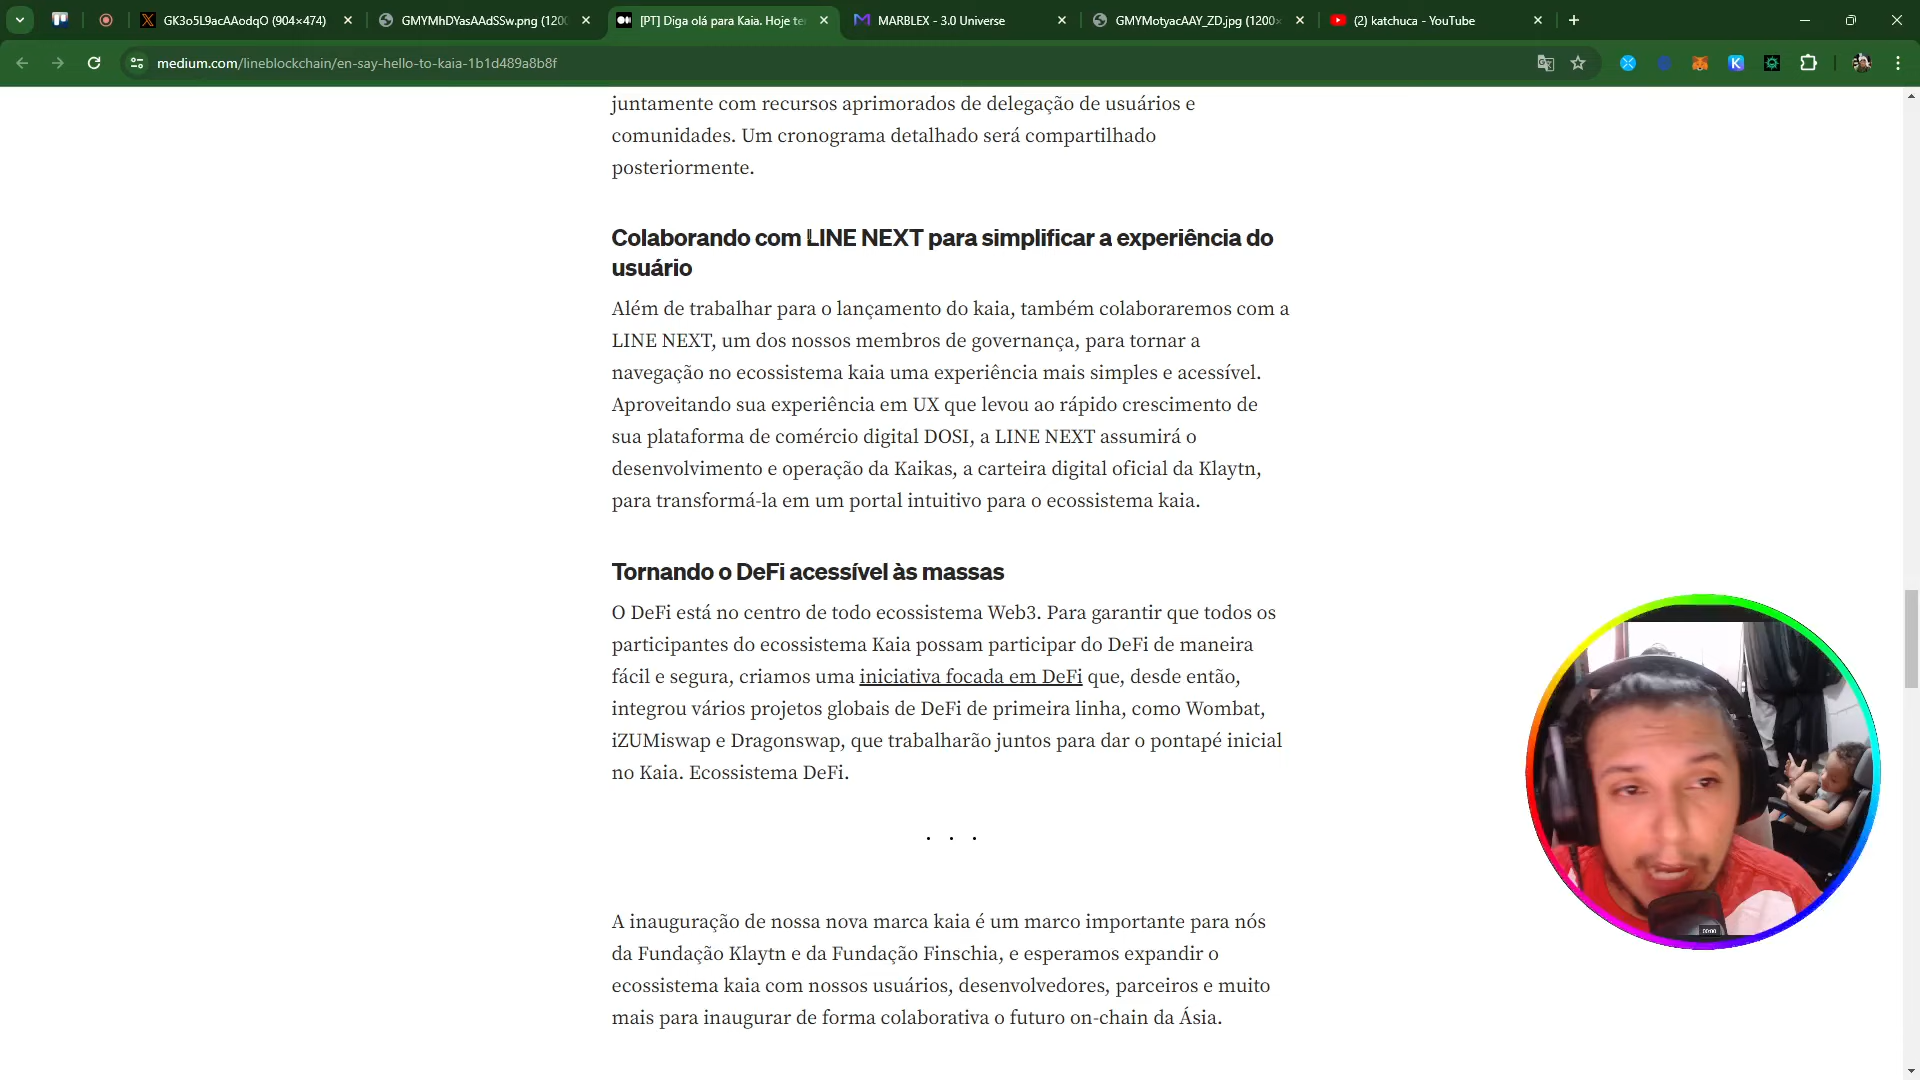 GK3o5L9acAAodqO (904×474)
GMYMhDYasAAdSSw.png (120
[PT] Diga olá para Kaia. Hoje te
MARBLEX - 3.0 Universe
GMYMotyacAAY_ZD.jpg (1200×
(2) katchuca - YouTube
medium.com/lineblockchain/en-say-hello-to-kaia-1b1d489a8b8f
juntamente com recursos aprimorados de delegação de usuários e
comunidades. Um cronograma detalhado será compartilhado
posteriormente.
Colaborando com LINE NEXT para simplificar a experiência do
usuário
Além de trabalhar para o lançamento do kaia, também colaboraremos com a
LINE NEXT, um dos nossos membros de governança, para tornar a
navegação no ecossistema kaia uma experiência mais simples e acessível.
Aproveitando sua experiência em UX que levou ao rápido crescimento de
sua plataforma de comércio digital DOSI, a LINE NEXT assumirá o
desenvolvimento e operação da Kaikas, a carteira digital oficial da Klaytn,
para transformá-la em um portal intuitivo para o ecossistema kaia.
Tornando o DeFi acessível às massas
O DeFi está no centro de todo ecossistema Web3. Para garantir que todos os
participantes do ecossistema Kaia possam participar do DeFi de maneira
fácil e segura, criamos uma iniciativa focada em DeFi que, desde então,
integrou vários projetos globais de DeFi de primeira linha, como Wombat,
iZUMiswap e Dragonswap, que trabalharão juntos para dar o pontapé inicial
no Kaia. Ecossistema DeFi.
. . .
A inauguração de nossa nova marca kaia é um marco importante para nós
da Fundação Klaytn e da Fundação Finschia, e esperamos expandir o
ecossistema kaia com nossos usuários, desenvolvedores, parceiros e muito
mais para inaugurar de forma colaborativa o futuro on-chain da Ásia.
00:00